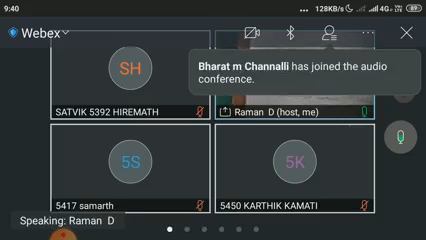 9:40
... 128KB/s 4G+ 89
Webex
Bharat m Channalli has joined the audio
conference.
SH
SATVIK 5392 HIREMATH
Raman D (host, me)
5S
5K
5417 samarth
5450 KARTHIK KAMATI
Speaking: Raman D